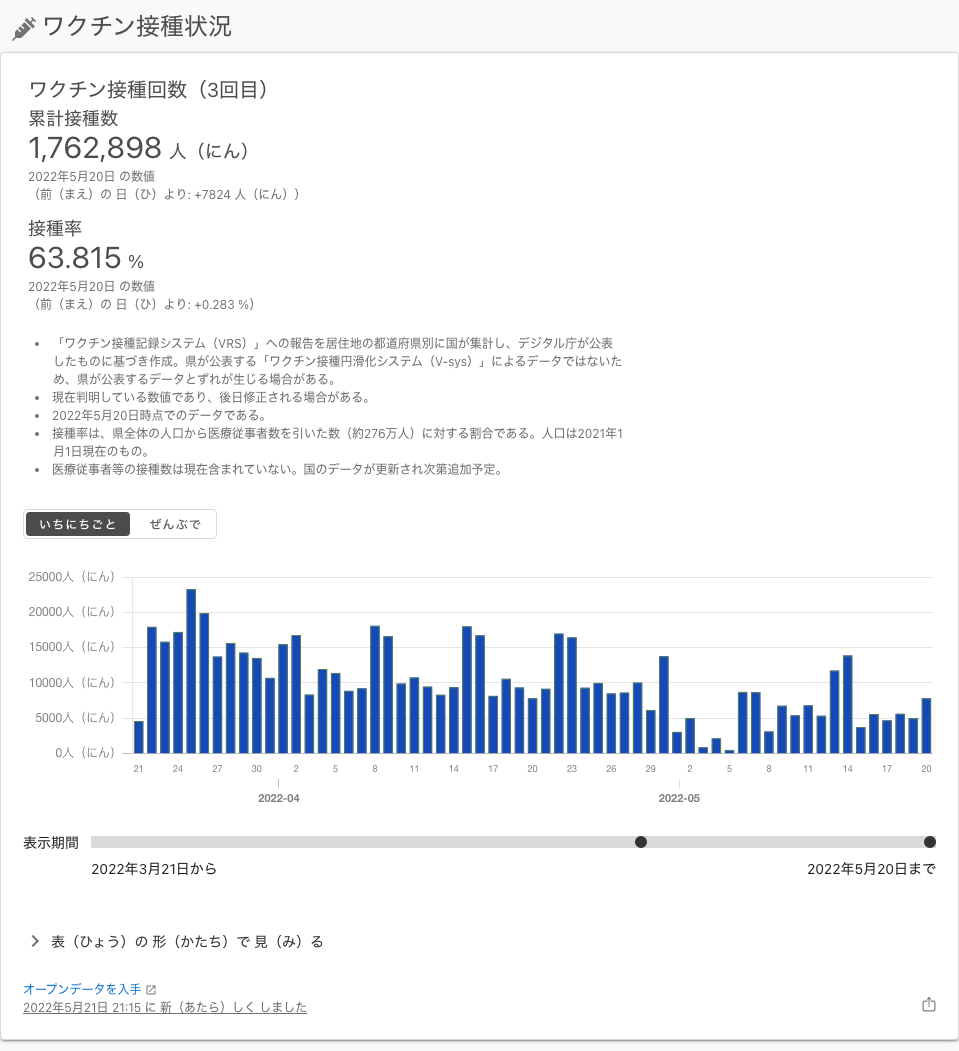 ワクチン接種状況
ワクチン接種回数（3回目）
累計接種数
1,762,898 人（にん）
2022年5月20日 の数値
（前（まえ）の 日（ひ）より: +7824 人（にん））
接種率
63.815 %
2022年5月20日 の数値
（前（まえ）の 日（ひ）より: +0.283 %）
• 「ワクチン接種記録システム（VRS）」への報告を居住地の都道府県別に国が集計し、デジタル庁が公表
したものに基づき作成。県が公表する「ワクチン接種円滑化システム（V-sys）」によるデータではないた
め、県が公表するデータとずれが生じる場合がある。
• 現在判明している数値であり、後日修正される場合がある。
• 2022年5月20日時点でのデータである。
• 接種率は、県全体の人口から医療従事者数を引いた数（約276万人）に対する割合である。人口は2021年1
月1日現在のもの。
• 医療従事者等の接種数は現在含まれていない。国のデータが更新され次第追加予定。
いちにちごと ぜんぶで
25000人（にん）
20000人（にん）
15000人（にん）
10000人（にん）
5000人（にん）
0人（にん）
21 24 27 30 2 5 8 11 14 17 20 23 26 29 2 5 8 11 14 17 20
2022-04 2022-05
表示期間
2022年3月21日から 2022年5月20日まで
表（ひょう）の 形（かたち）で 見（み）る
オープンデータを入手
2022年5月21日 21:15 に 新（あたら）しく しました